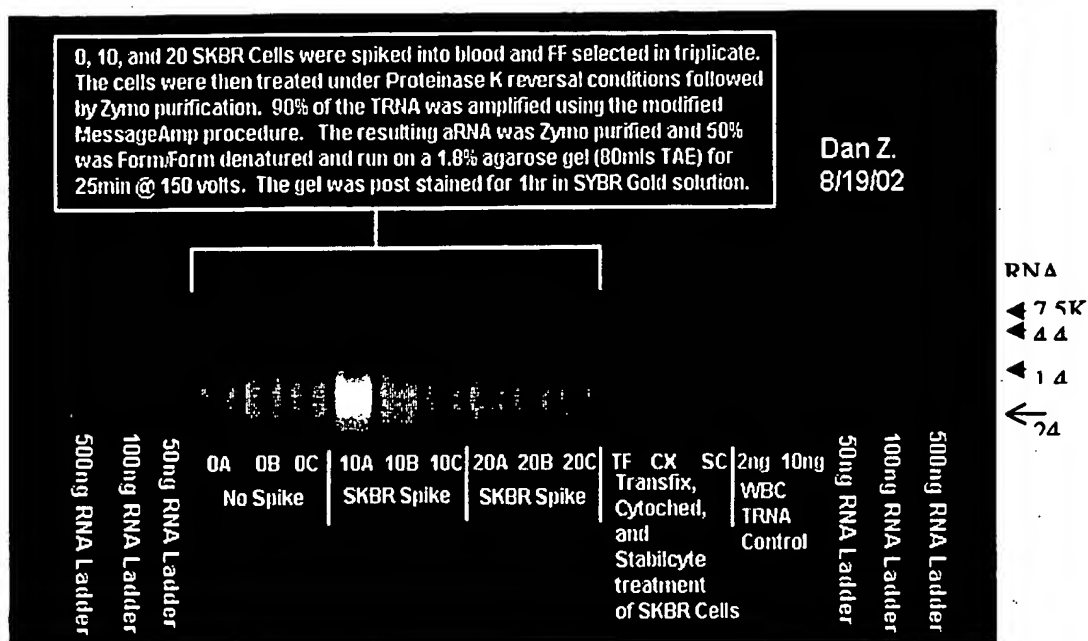 0, 10, and 20 SKBR Cells were spiked into blood and FF selected in triplicate.
The cells were then treated under Proteinase K reversal conditions followed
by Zymo purification. 90% of the TRNA was amplified using the modified
MessageAmp procedure. The resulting aRNA was Zymo purified and 50%
was Form/Form denatured and run on a 1.8% agarose gel (80mls TAE) for
25min @ 150 volts. The gel was post stained for 1hr in SYBR Gold solution.
Dan Z.
8/19/02
RNA
7.5K
4.4
1.4
.24
500ng RNA Ladder
100ng RNA Ladder
50ng RNA Ladder
0A 0B 0C
No Spike
10A 10B 10C
SKBR Spike
20A 20B 20C
SKBR Spike
TF CX SC
Transfix,
Cytoched,
and
Stabilcyte
treatment
of SKBR Cells
2ng 10ng
WBC
TRNA
Control
50ng RNA Ladder
100ng RNA Ladder
500ng RNA Ladder